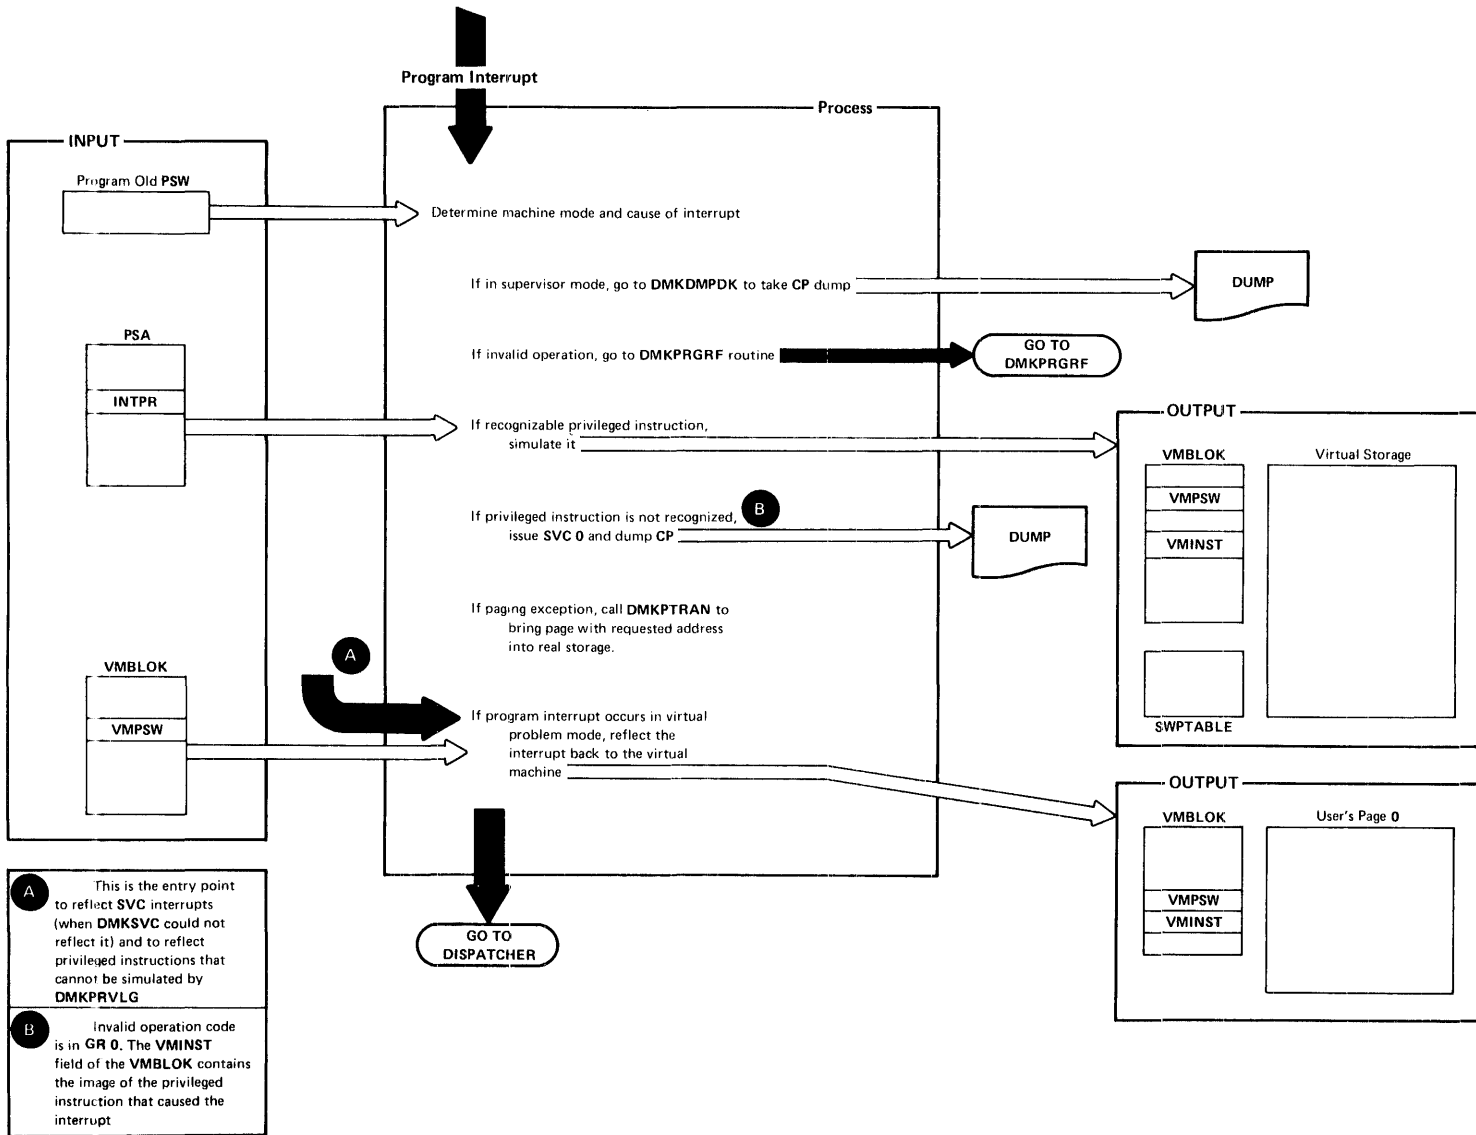 Program Interrupt
Process
INPUT
Program Old PSW
Determine machine mode and cause of interrupt
If in supervisor mode, go to DMKDMPDK to take CP dump
DUMP
PSA
INTPR
If invalid operation, go to DMKPRGRF routine
GO TO
DMKPRGRF
If recognizable privileged instruction,
simulate it
OUTPUT
VMBLOK
VMPSW
VMINST
SWPTABLE
Virtual Storage
If privileged instruction is not recognized,
issue SVC 0 and dump CP
B
DUMP
If paging exception, call DMKPTRAN to
bring page with requested address
into real storage.
A
VMBLOK
VMPSW
If program interrupt occurs in virtual
problem mode, reflect the
interrupt back to the virtual
machine
OUTPUT
VMBLOK
VMPSW
VMINST
User's Page 0
GO TO
DISPATCHER
A
This is the entry point
to reflect SVC interrupts
(when DMKSVC could not
reflect it) and to reflect
privileged instructions that
cannot be simulated by
DMKPRVLG
B
Invalid operation code
is in GR 0. The VMINST
field of the VMBLOK contains
the image of the privileged
instruction that caused the
interrupt